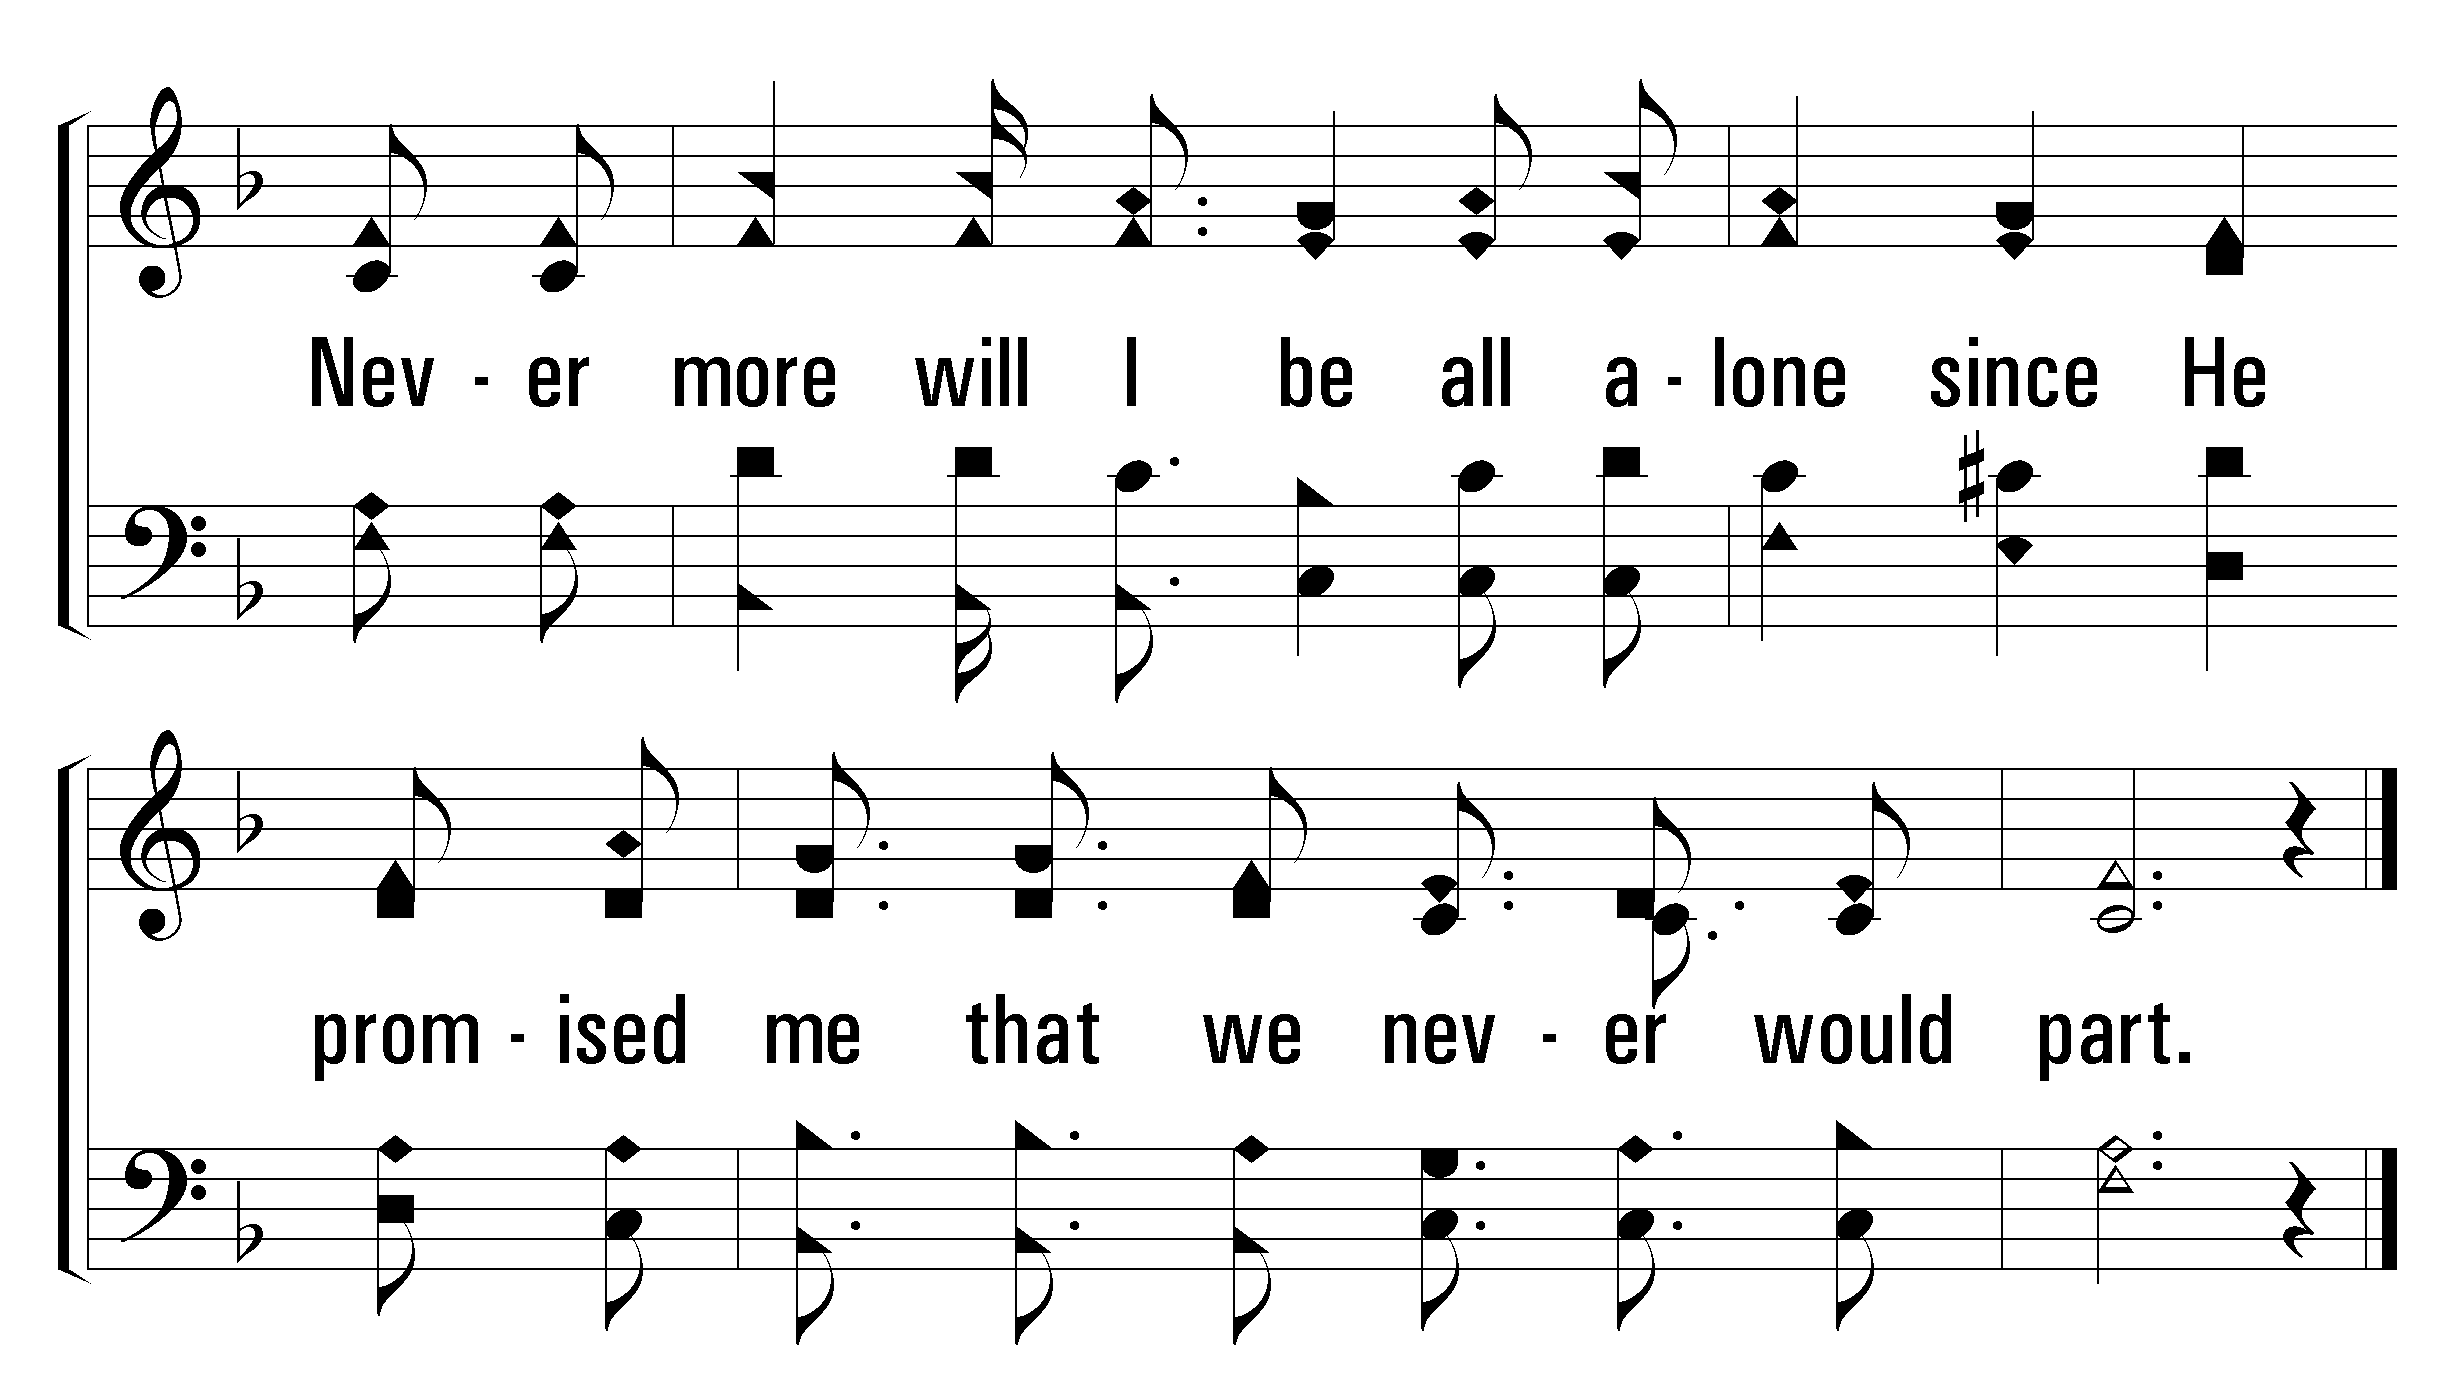 Nev - er more will I be all a - lone since He
prom - ised me that we nev - er would part.